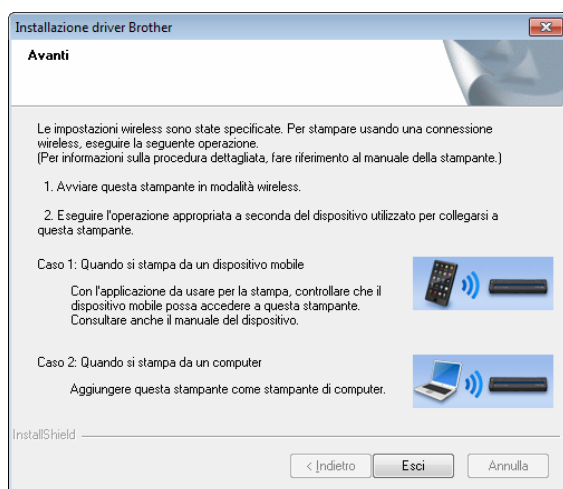 Installazione driver Brother
Avanti
Le impostazioni wireless sono state specificate. Per stampare usando una connessione
wireless, eseguire la seguente operazione.
(Per informazioni sulla procedura dettagliata, fare riferimento al manuale della stampante.)
1. Avviare questa stampante in modalità wireless.
2. Eseguire l'operazione appropriata a seconda del dispositivo utilizzato per collegarsi a
questa stampante.
Caso 1: Quando si stampa da un dispositivo mobile
Con l'applicazione da usare per la stampa, controllare che il
dispositivo mobile possa accedere a questa stampante.
Consultare anche il manuale del dispositivo.
Caso 2: Quando si stampa da un computer
Aggiungere questa stampante come stampante di computer.
InstallShield
< Indietro Esci Annulla